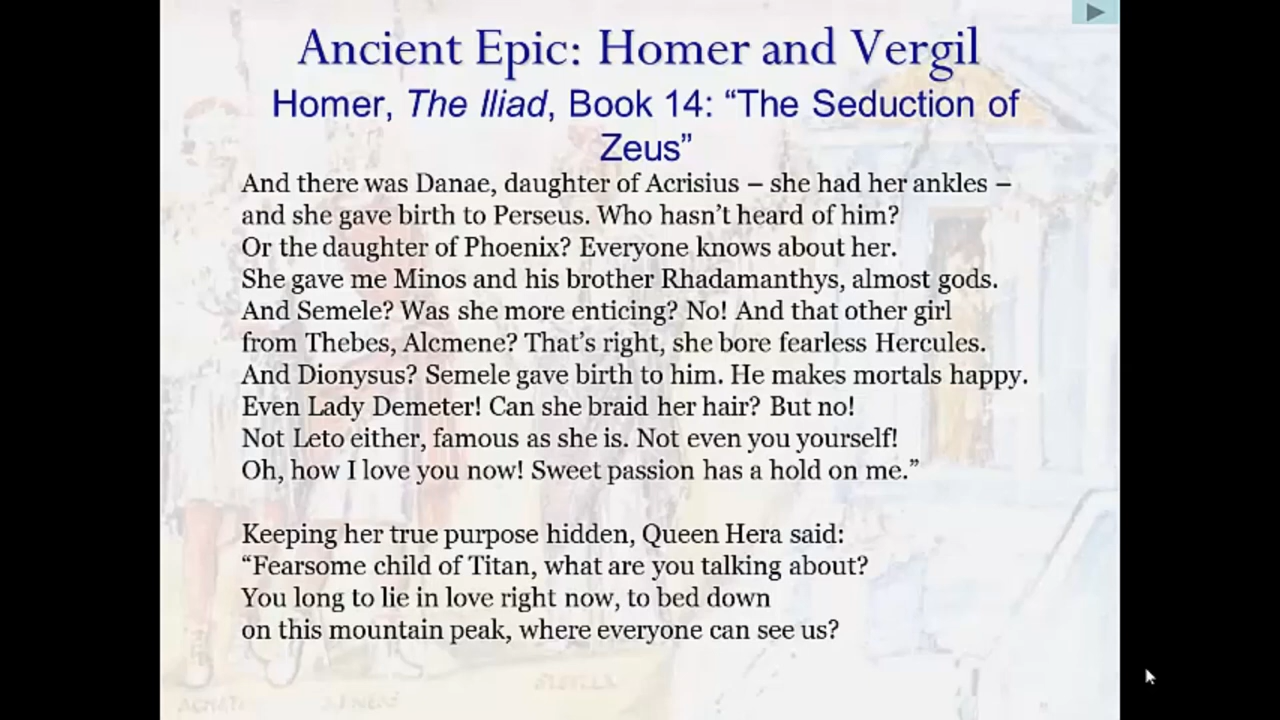 Ancient Epic: Homer and Vergil
Homer, The Iliad, Book 14: “The Seduction of
Zeus”
And there was Danae, daughter of Acrisius – she had her ankles –
and she gave birth to Perseus. Who hasn’t heard of him?
Or the daughter of Phoenix? Everyone knows about her.
She gave me Minos and his brother Rhadamanthys, almost gods.
And Semele? Was she more enticing? No! And that other girl
from Thebes, Alcmene? That’s right, she bore fearless Hercules.
And Dionysus? Semele gave birth to him. He makes mortals happy.
Even Lady Demeter! Can she braid her hair? But no!
Not Leto either, famous as she is. Not even you yourself!
Oh, how I love you now! Sweet passion has a hold on me.”
Keeping her true purpose hidden, Queen Hera said:
“Fearsome child of Titan, what are you talking about?
You long to lie in love right now, to bed down
on this mountain peak, where everyone can see us?